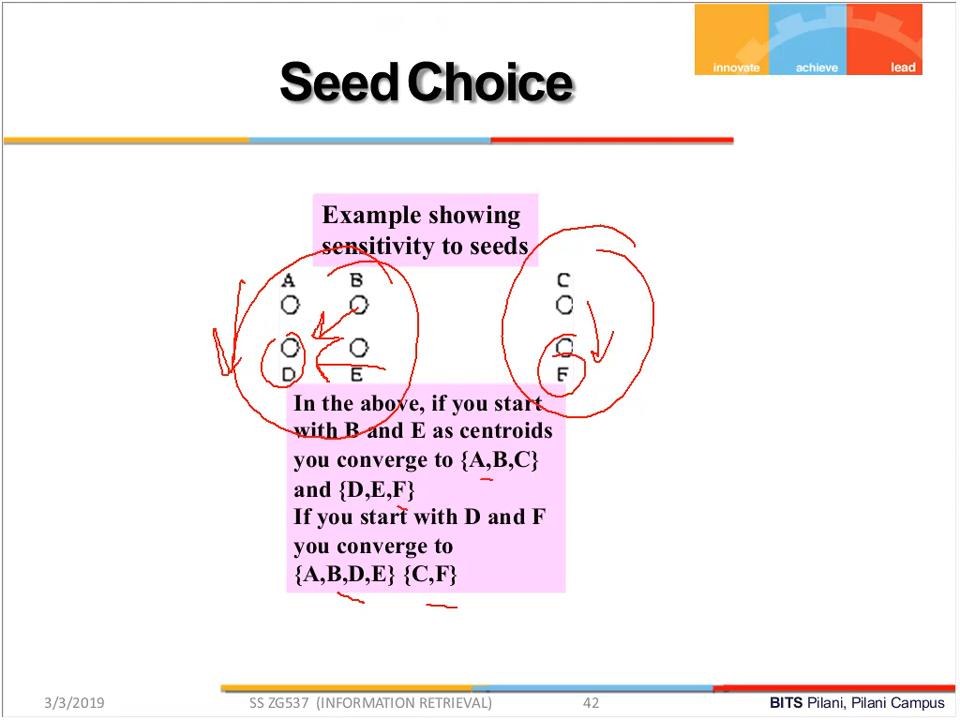 innovate achieve lead
Seed Choice
Example showing
sensitivity to seeds
A B C
D E F
In the above, if you start
with B and E as centroids
you converge to {A,B,C}
and {D,E,F}
If you start with D and F
you converge to
{A,B,D,E} {C,F}
3/3/2019 SS ZG537 (INFORMATION RETRIEVAL) 42 BITS Pilani, Pilani Campus